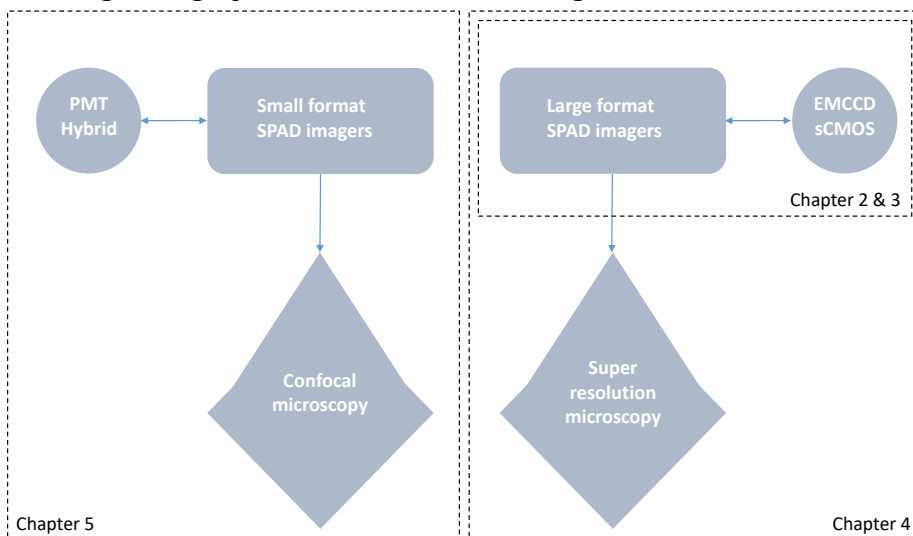 PMT
Hybrid
Small format
SPAD imagers
Large format
SPAD imagers
EMCCD
sCMOS
Chapter 2 & 3
Confocal
microscopy
Super
resolution
microscopy
Chapter 5
Chapter 4